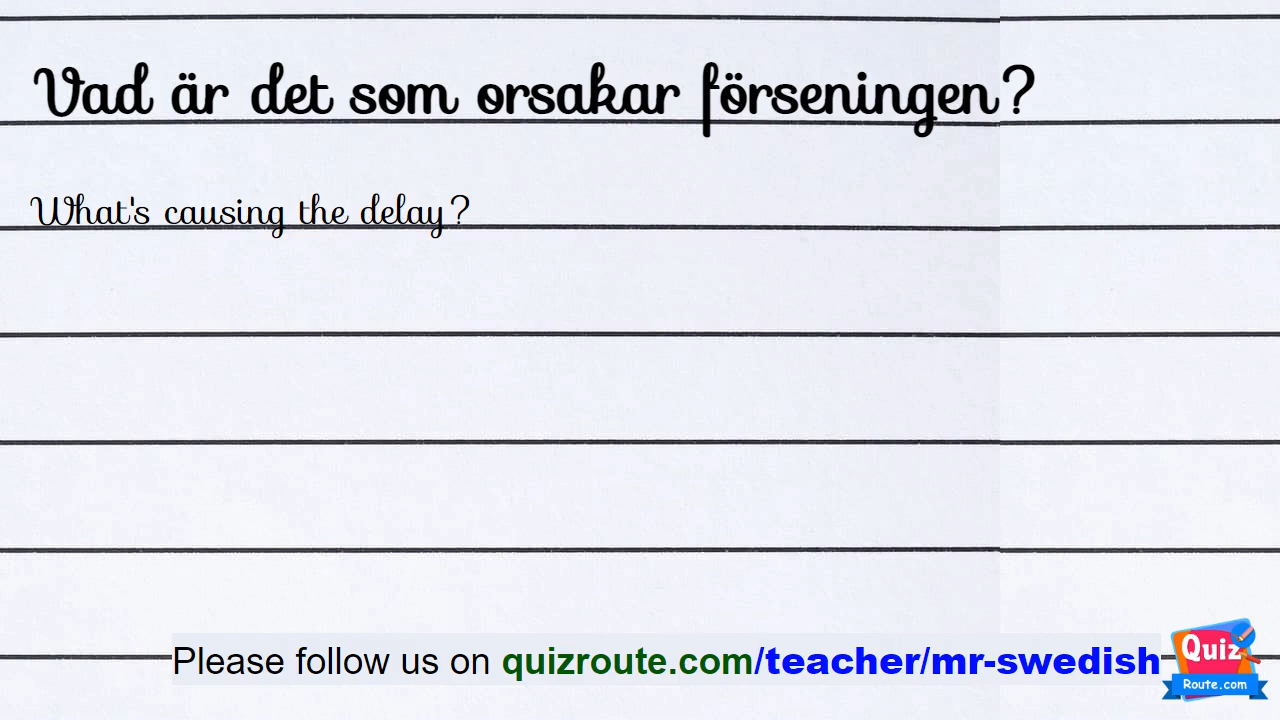 Vad är det som orsakar förseningen?
What's causing the delay?
Please follow us on quizroute.com/teacher/mr-swedish
Quiz
Route.com